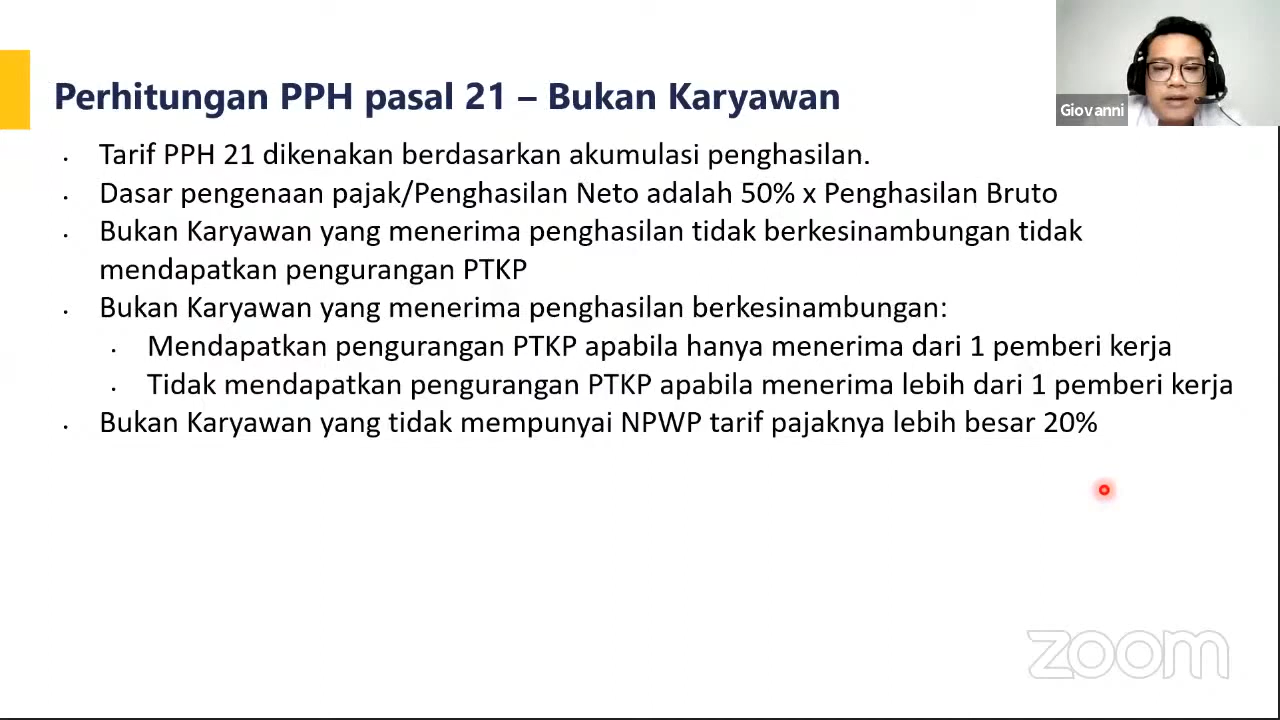 Perhitungan PPH pasal 21 – Bukan Karyawan
Giovanni
· Tarif PPH 21 dikenakan berdasarkan akumulasi penghasilan.
· Dasar pengenaan pajak/Penghasilan Neto adalah 50% x Penghasilan Bruto
· Bukan Karyawan yang menerima penghasilan tidak berkesinambungan tidak
mendapatkan pengurangan PTKP
· Bukan Karyawan yang menerima penghasilan berkesinambungan:
· Mendapatkan pengurangan PTKP apabila hanya menerima dari 1 pemberi kerja
· Tidak mendapatkan pengurangan PTKP apabila menerima lebih dari 1 pemberi kerja
· Bukan Karyawan yang tidak mempunyai NPWP tarif pajaknya lebih besar 20%
zoom